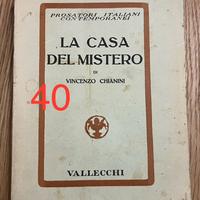 PROSATORI ITALIANI
CONTEMPORANEI
LA CASA
DEL MISTERO
DI
VINCENZO CHIANINI
40
VALLECCHI